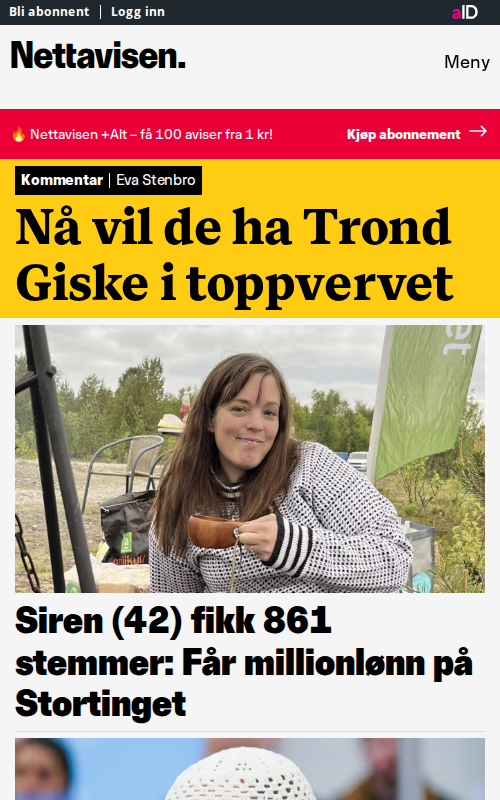 Bli abonnent | Logg inn
aID
Nettavisen.
Meny
🔥 Nettavisen +Alt – få 100 aviser fra 1 kr!
Kjøp abonnement →
Kommentar | Eva Stenbro
Nå vil de ha Trond
Giske i toppvervet
et
Siren (42) fikk 861
stemmer: Får millionlønn på
Stortinget